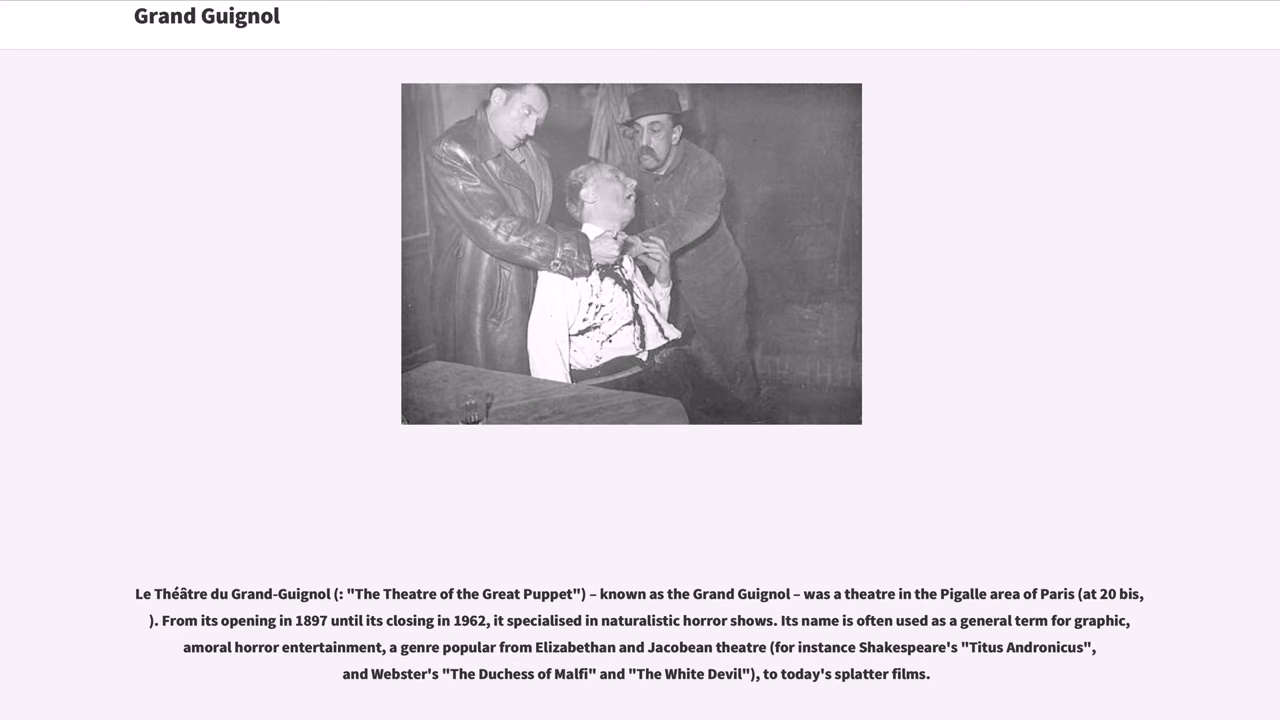 Grand Guignol
Le Théâtre du Grand-Guignol (: "The Theatre of the Great Puppet") – known as the Grand Guignol – was a theatre in the Pigalle area of Paris (at 20 bis,
). From its opening in 1897 until its closing in 1962, it specialised in naturalistic horror shows. Its name is often used as a general term for graphic,
amoral horror entertainment, a genre popular from Elizabethan and Jacobean theatre (for instance Shakespeare's "Titus Andronicus",
and Webster's "The Duchess of Malfi" and "The White Devil"), to today's splatter films.